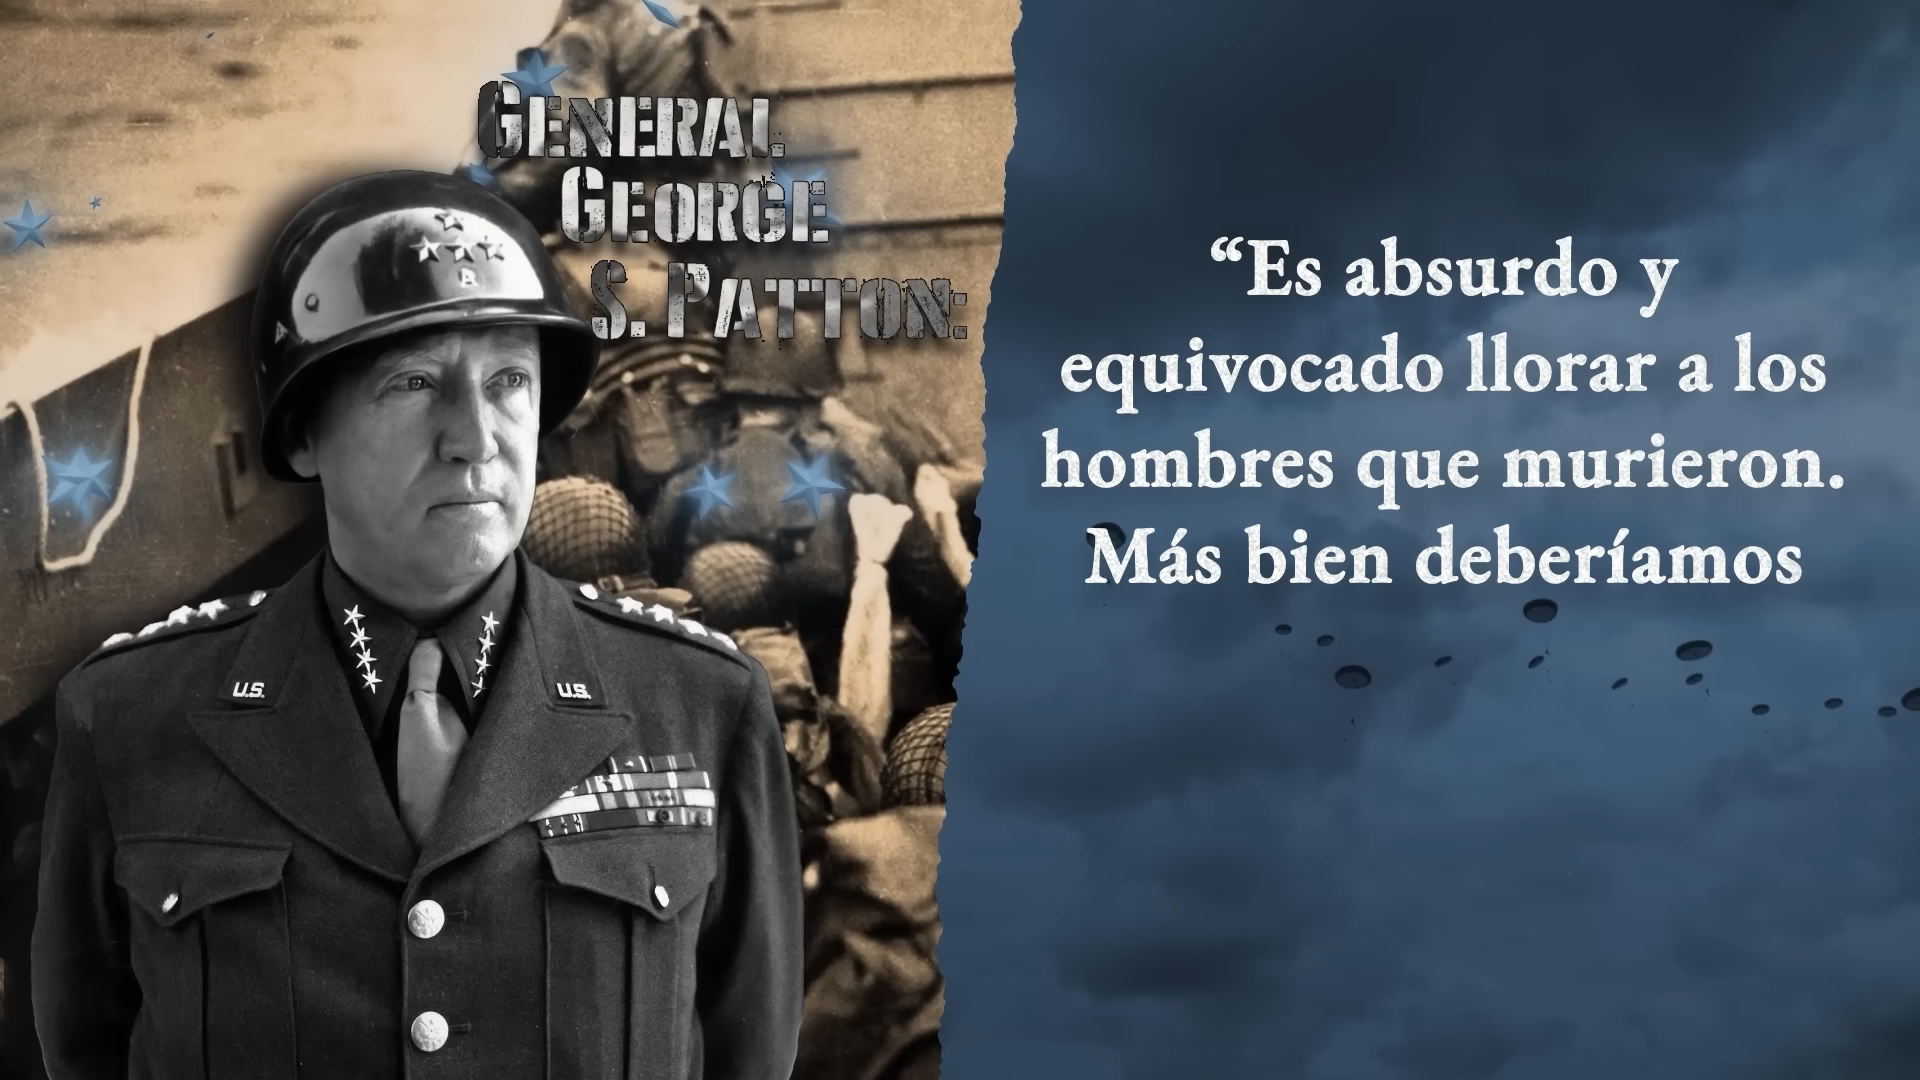 GENERAL
GEORGE
S. PATTON:
“Es absurdo y
equivocado llorar a los
hombres que murieron.
Más bien deberíamos
U.S.
U.S.